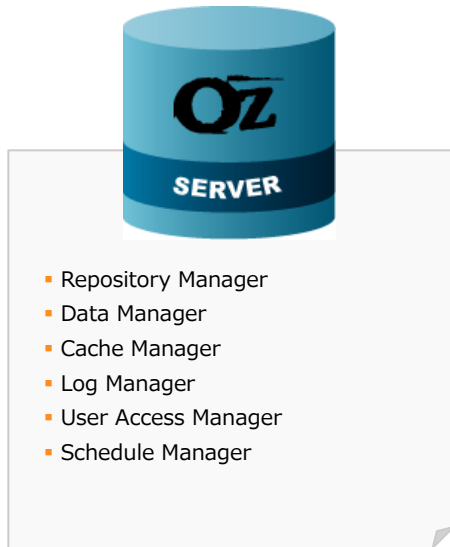 OZ
SERVER
Repository Manager
Data Manager
Cache Manager
Log Manager
User Access Manager
Schedule Manager